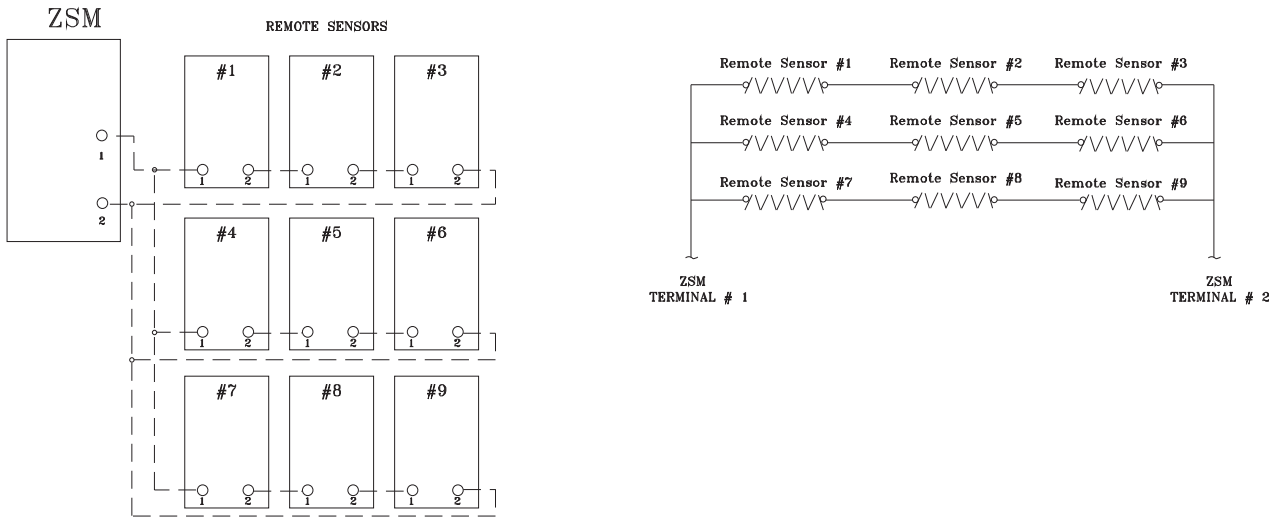 ZSM
REMOTE SENSORS
#1 #2 #3
1
1 2 1 2 1 2
2
#4 #5 #6
1 2 1 2 1 2
#7 #8 #9
1 2 1 2 1 2
Remote Sensor #1 Remote Sensor #2 Remote Sensor #3
Remote Sensor #4 Remote Sensor #5 Remote Sensor #6
Remote Sensor #7 Remote Sensor #8 Remote Sensor #9
ZSM
TERMINAL # 1
ZSM
TERMINAL # 2